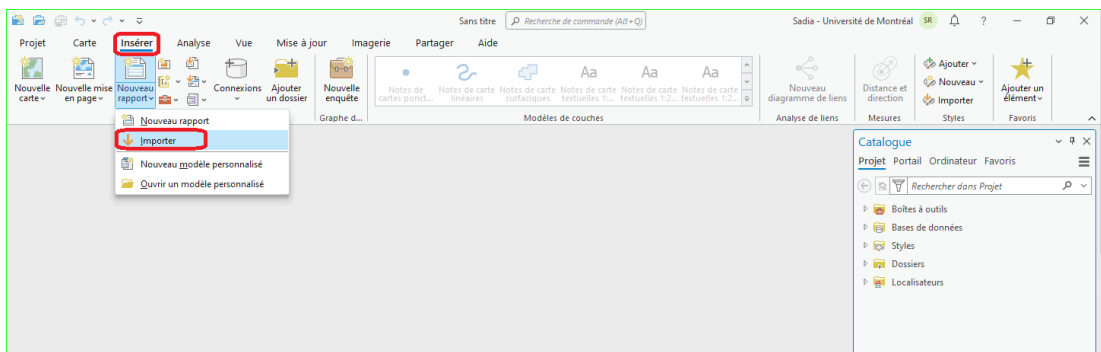 Sans titre
Recherche de commande (Alt+Q)
Sadia - Université de Montréal SR ?
Projet Carte Insérer Analyse Vue Mise à jour Imagerie Partager Aide
Nouvelle carte
Nouvelle mise en page
Nouveau rapport
Connexions
Ajouter un dossier
Nouvelle enquête
Notes de cartes ponct...
Notes de carte linéaires
Notes de carte surfaciques
Aa Notes de carte textuelles 1:...
Aa Notes de carte textuelles 1:2...
Aa Notes de carte textuelles 1:2...
Nouveau diagramme de liens
Distance et direction
Ajouter
Nouveau
Importer
Ajouter un élément
Graphe d...
Modèles de couches
Analyse de liens
Mesures
Styles
Favoris
Nouveau rapport
Importer
Nouveau modèle personnalisé
Ouvrir un modèle personnalisé
Catalogue
Projet Portail Ordinateur Favoris
Rechercher dans Projet
Boîtes à outils
Bases de données
Styles
Dossiers
Localisateurs